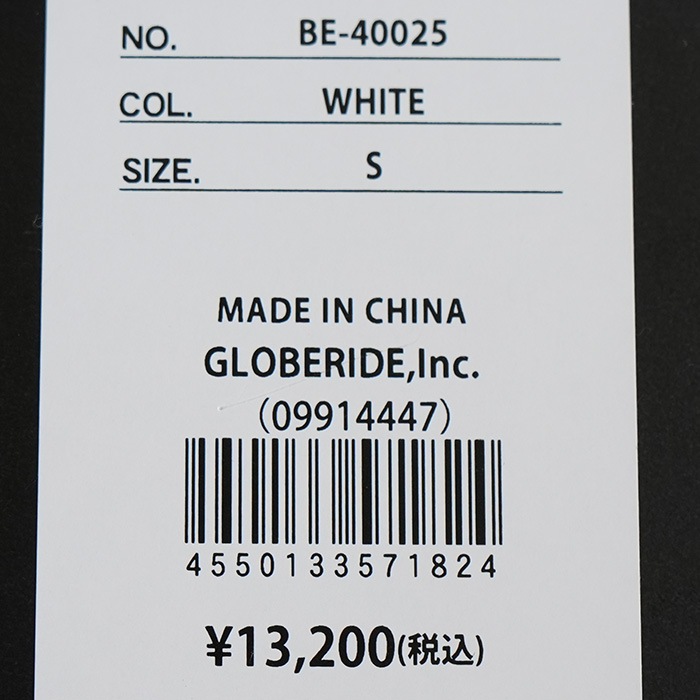 NO. BE-40025
COL. WHITE
SIZE. S
MADE IN CHINA
GLOBERIDE,Inc.
(09914447)
4550133571824
¥13,200(税込)